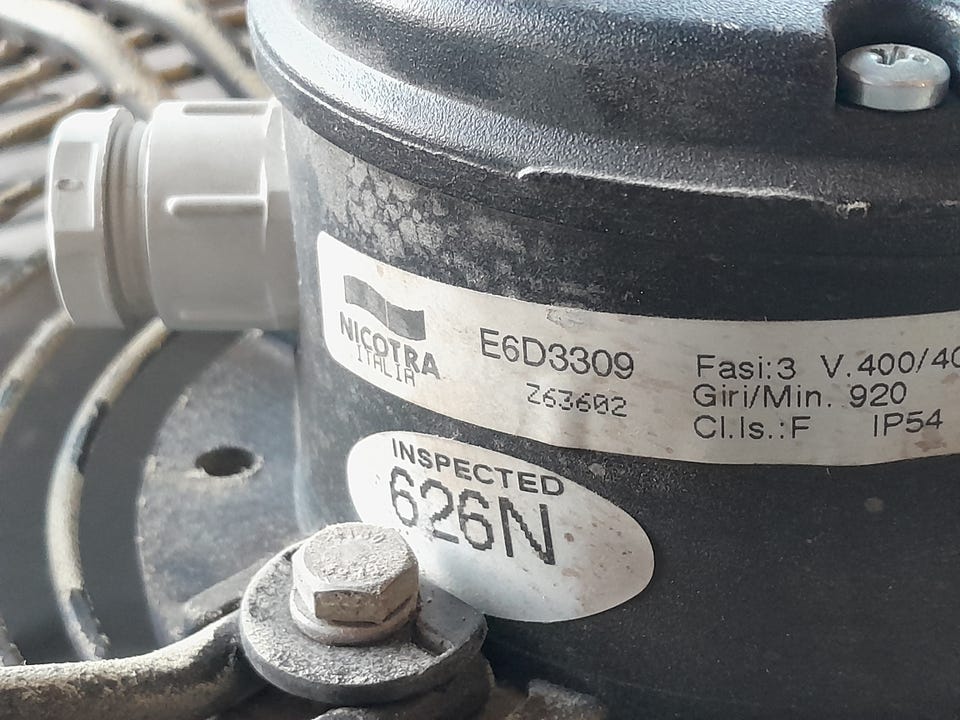 NICOTRA
ITALIA
E6D3309
Z63602
Fasi:3 V.400/40
Giri/Min. 920
Cl.Is.:F IP54
INSPECTED
626N